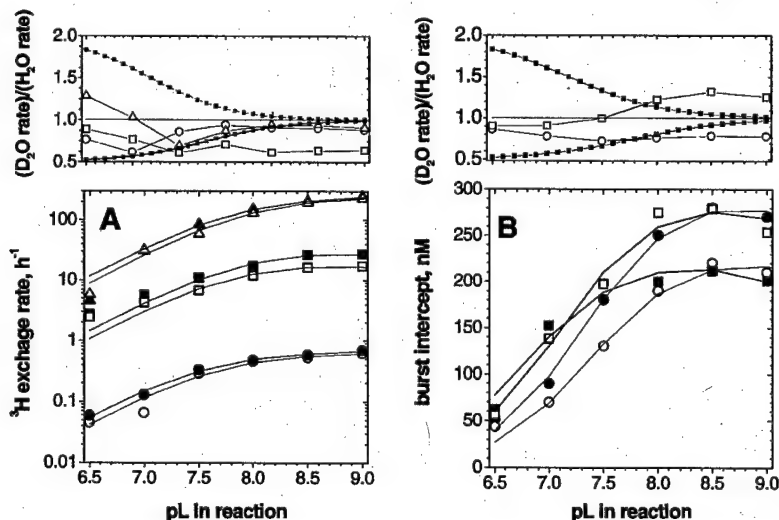 (D₂O rate)/(H₂O rate)
2.0
1.5
1.0
0.5
(D₂O rate)/(H₂O rate)
2.0
1.5
1.0
0.5
A
³H exchage rate, h⁻¹
100
10
1
0.1
0.01
6.5 7.0 7.5 8.0 8.5 9.0
pL in reaction
B
burst intercept, nM
300
250
200
150
100
50
0
6.5 7.0 7.5 8.0 8.5 9.0
pL in reaction